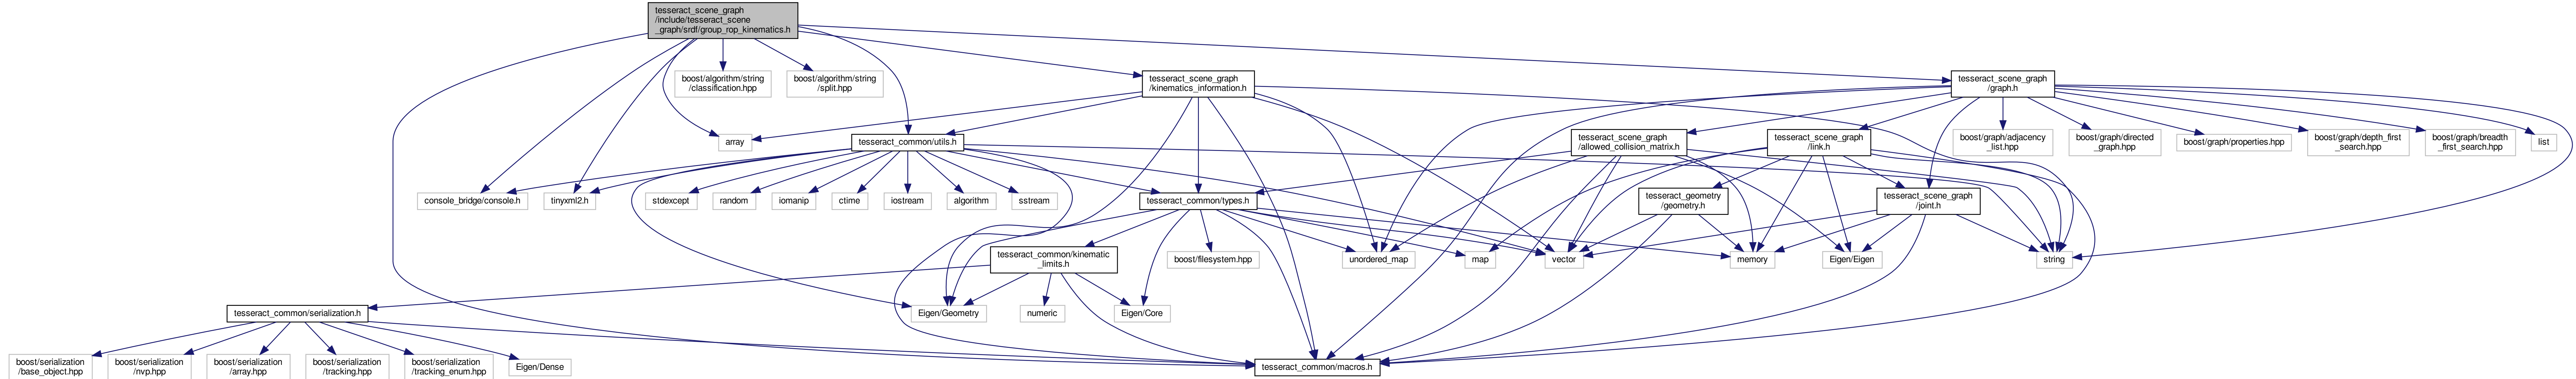 tesseract_scene_graph
/include/tesseract_scene
_graph/srdf/group_rop_kinematics.h
boost/algorithm/string
/classification.hpp
boost/algorithm/string
/split.hpp
tesseract_scene_graph
/kinematics_information.h
tesseract_scene_graph
/graph.h
array
tesseract_common/utils.h
tesseract_scene_graph
/allowed_collision_matrix.h
tesseract_scene_graph
/link.h
boost/graph/adjacency
_list.hpp
boost/graph/directed
_graph.hpp
boost/graph/properties.hpp
boost/graph/depth_first
_search.hpp
boost/graph/breadth
_first_search.hpp
list
console_bridge/console.h
tinyxml2.h
stdexcept
random
iomanip
ctime
iostream
algorithm
sstream
tesseract_common/types.h
tesseract_geometry
/geometry.h
tesseract_scene_graph
/joint.h
tesseract_common/kinematic
_limits.h
boost/filesystem.hpp
unordered_map
map
vector
memory
Eigen/Eigen
string
tesseract_common/serialization.h
Eigen/Geometry
numeric
Eigen/Core
boost/serialization
/base_object.hpp
boost/serialization
/nvp.hpp
boost/serialization
/array.hpp
boost/serialization
/tracking.hpp
boost/serialization
/tracking_enum.hpp
Eigen/Dense
tesseract_common/macros.h